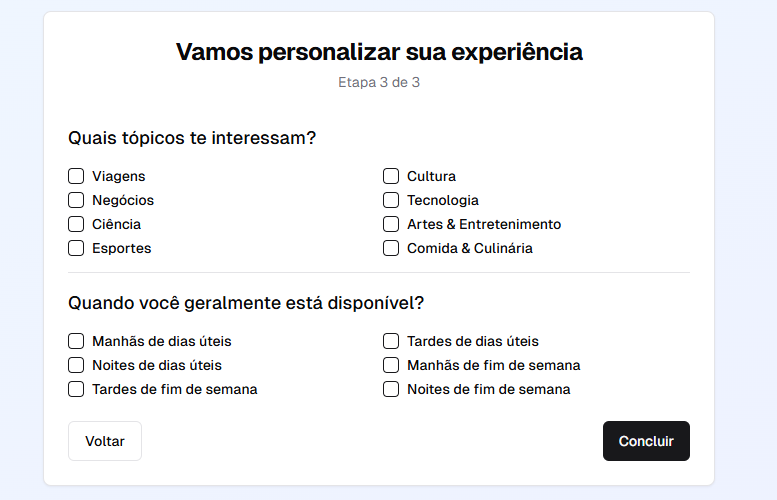 Vamos personalizar sua experiência
Etapa 3 de 3
Quais tópicos te interessam?
Viagens
Cultura
Negócios
Tecnologia
Ciência
Artes & Entretenimento
Esportes
Comida & Culinária
Quando você geralmente está disponível?
Manhãs de dias úteis
Tardes de dias úteis
Noites de dias úteis
Manhãs de fim de semana
Tardes de fim de semana
Noites de fim de semana
Voltar
Concluir